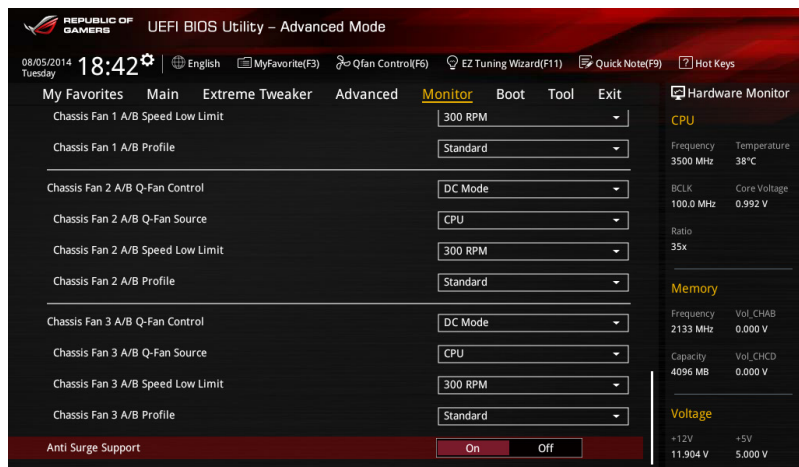 REPUBLIC OF
GAMERS
UEFI BIOS Utility – Advanced Mode
08/05/2014
Tuesday
18:42
English
MyFavorite(F3)
Qfan Control(F6)
EZ Tuning Wizard(F11)
Quick Note(F9)
? Hot Keys
My Favorites Main Extreme Tweaker Advanced Monitor Boot Tool Exit
Chassis Fan 1 A/B Speed Low Limit 300 RPM
Chassis Fan 1 A/B Profile Standard
Chassis Fan 2 A/B Q-Fan Control DC Mode
Chassis Fan 2 A/B Q-Fan Source CPU
Chassis Fan 2 A/B Speed Low Limit 300 RPM
Chassis Fan 2 A/B Profile Standard
Chassis Fan 3 A/B Q-Fan Control DC Mode
Chassis Fan 3 A/B Q-Fan Source CPU
Chassis Fan 3 A/B Speed Low Limit 300 RPM
Chassis Fan 3 A/B Profile Standard
Anti Surge Support On Off
Hardware Monitor
CPU
Frequency Temperature
3500 MHz 38°C
BCLK Core Voltage
100.0 MHz 0.992 V
Ratio
35x
Memory
Frequency Vol_CHAB
2133 MHz 0.000 V
Capacity Vol_CHCD
4096 MB 0.000 V
Voltage
+12V +5V
11.904 V 5.000 V